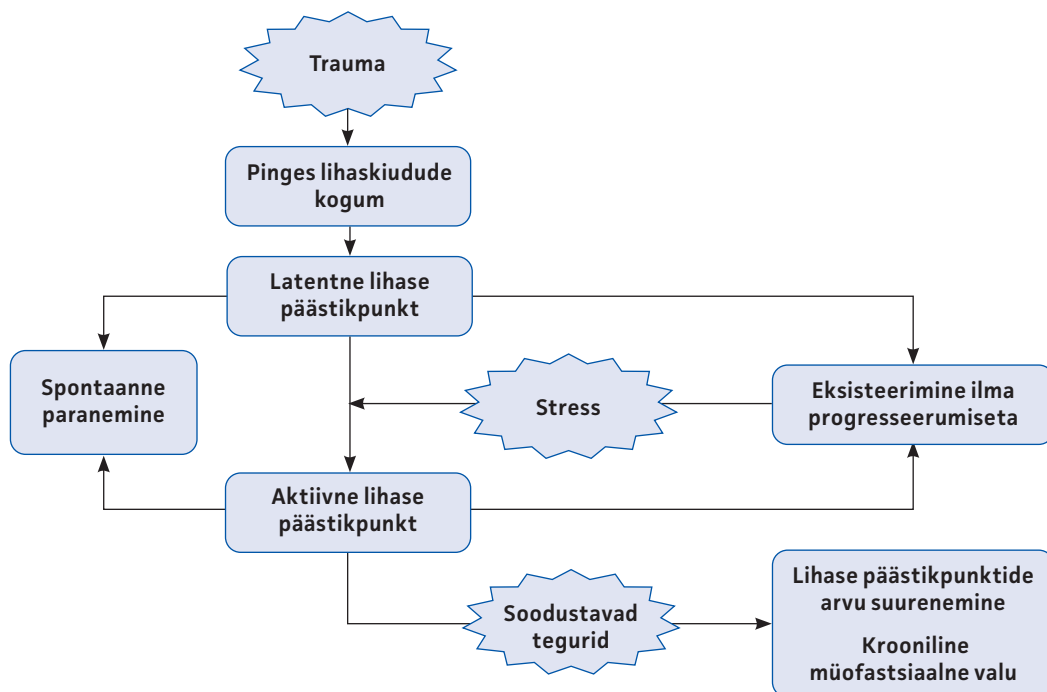 Trauma
Pinges lihaskiudude
kogum
Latentne lihase
päästikpunkt
Spontaanne
paranemine
Stress
Eksisteerimine ilma
progresseerumiseta
Aktiivne lihase
päästikpunkt
Soodustavad
tegurid
Lihase päästikpunktide
arvu suurenemine
Krooniline
müofastsiaalne valu